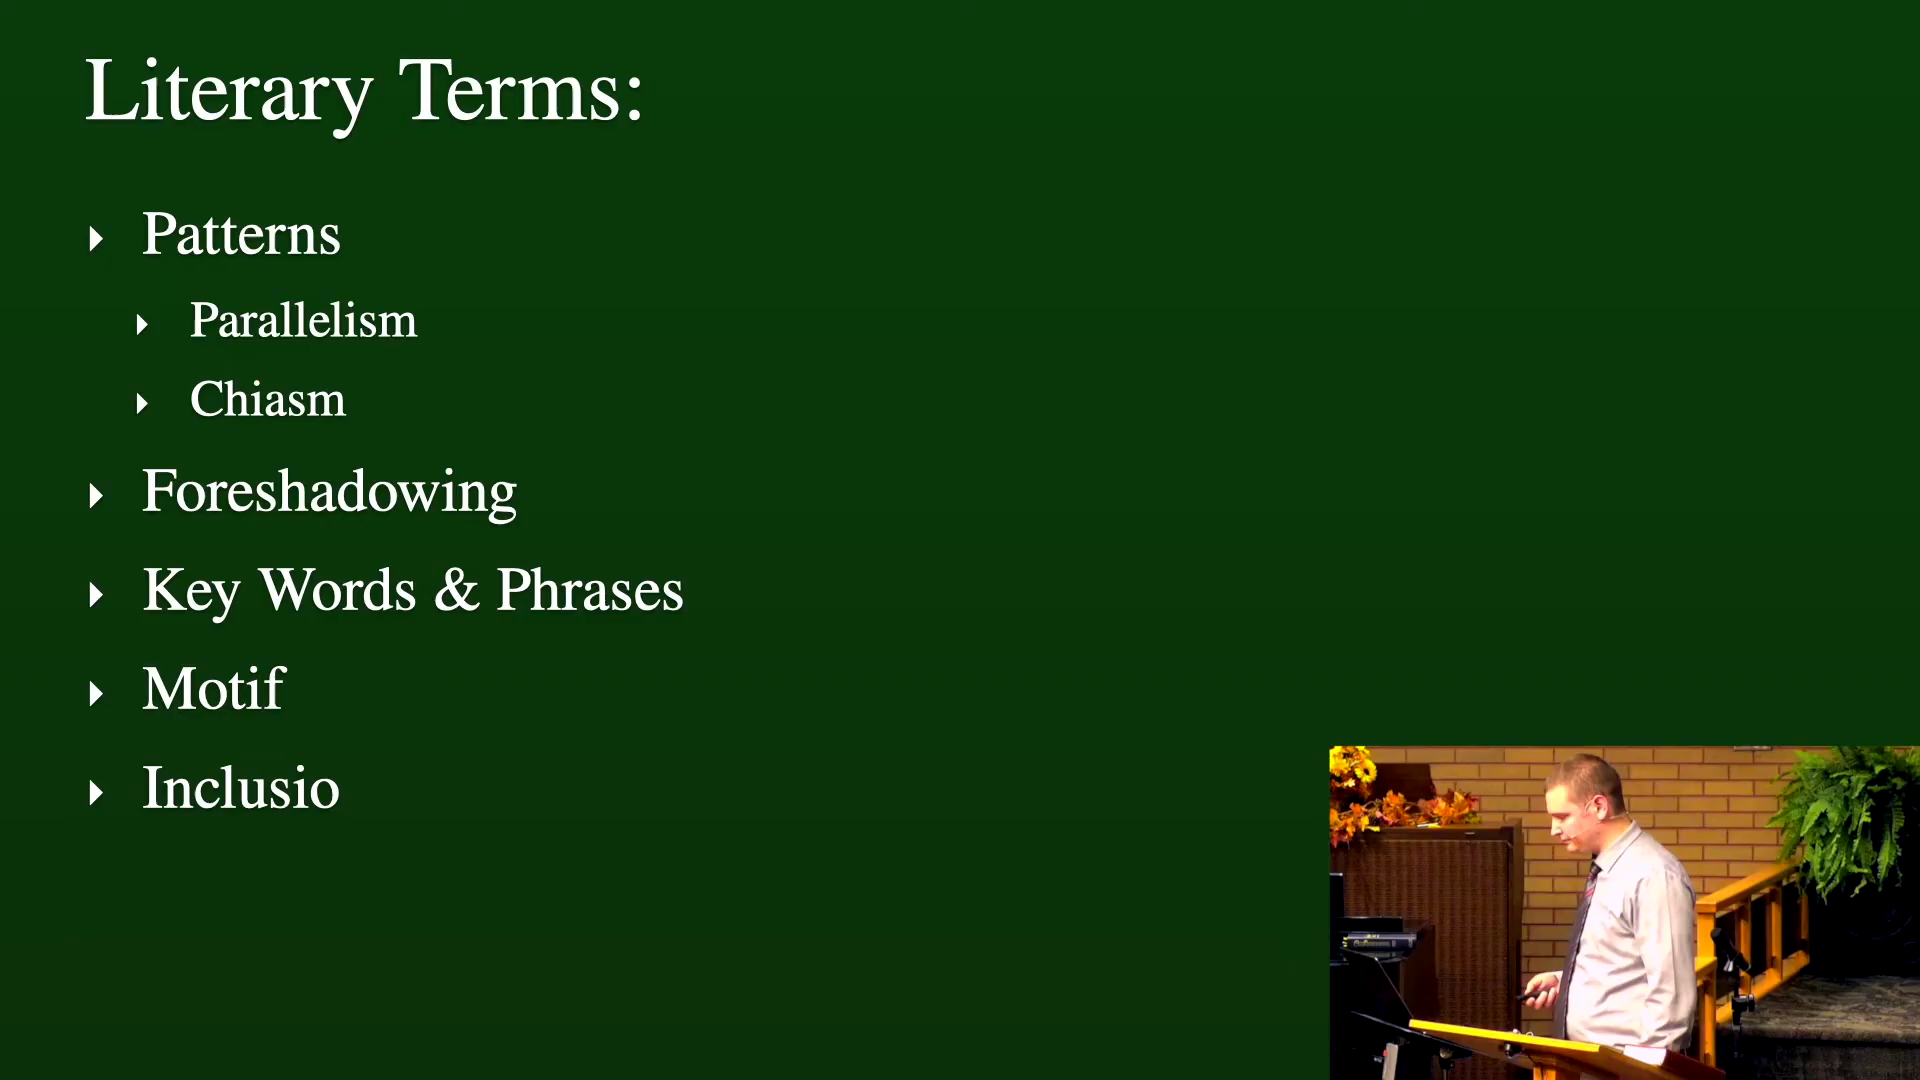 Literary Terms:
Patterns
Parallelism
Chiasm
Foreshadowing
Key Words & Phrases
Motif
Inclusio